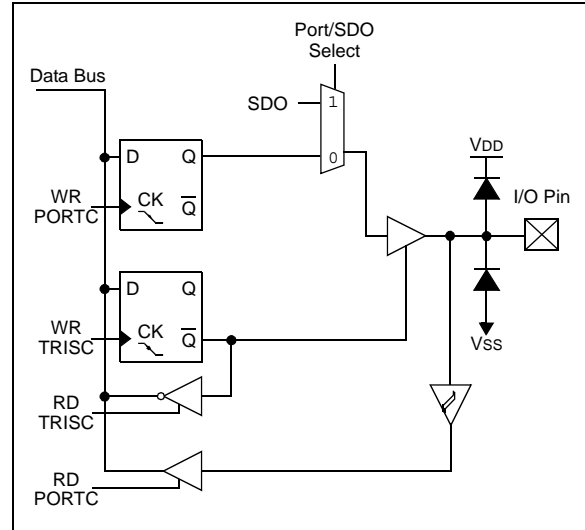 Port/SDO
Select
Data Bus
SDO
1
0
VDD
I/O Pin
D Q
WR
PORTC
CK
Q
D Q
WR
TRISC
CK
Q
VSS
RD
TRISC
RD
PORTC